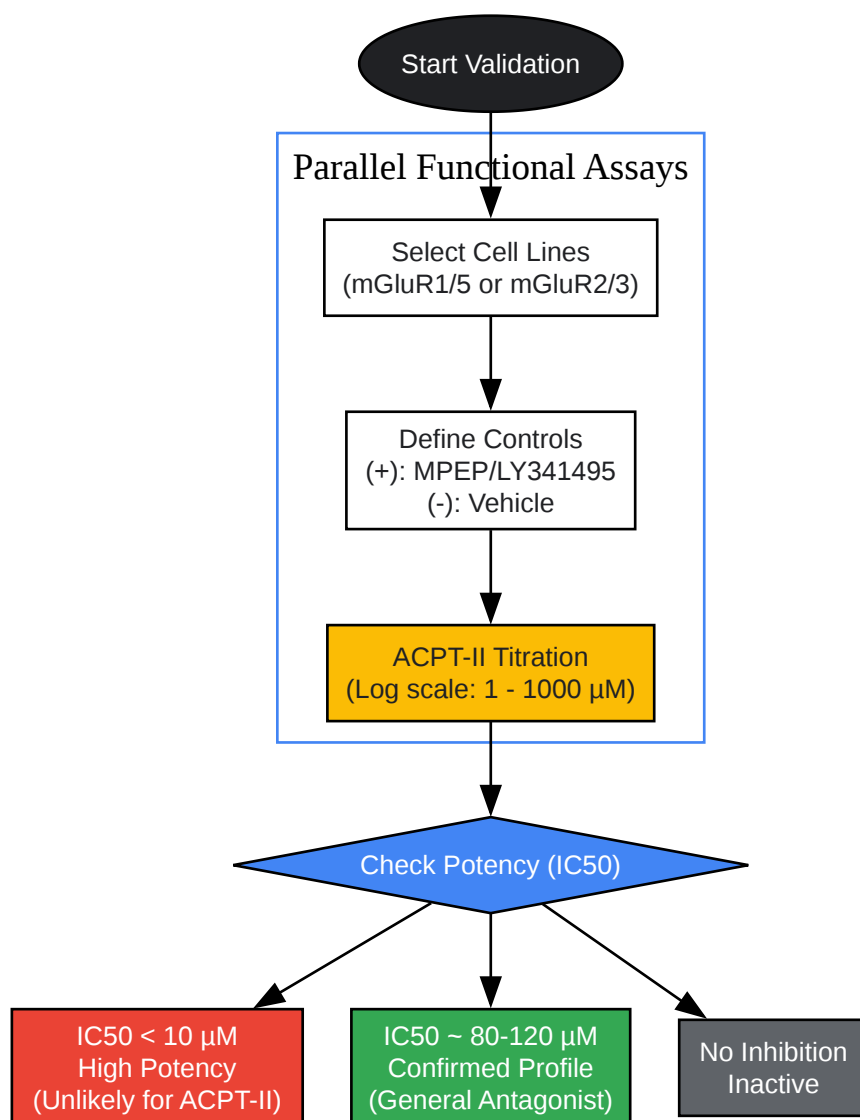 Start Validation
Parallel Functional Assays
Select Cell Lines
(mGluR1/5 or mGluR2/3)
Define Controls
(+): MPEP/LY341495
(-): Vehicle
ACPT-II Titration
(Log scale: 1 - 1000 µM)
Check Potency (IC50)
IC50 < 10 µM
High Potency
(Unlikely for ACPT-II)
IC50 ~ 80-120 µM
Confirmed Profile
(General Antagonist)
No Inhibition
Inactive